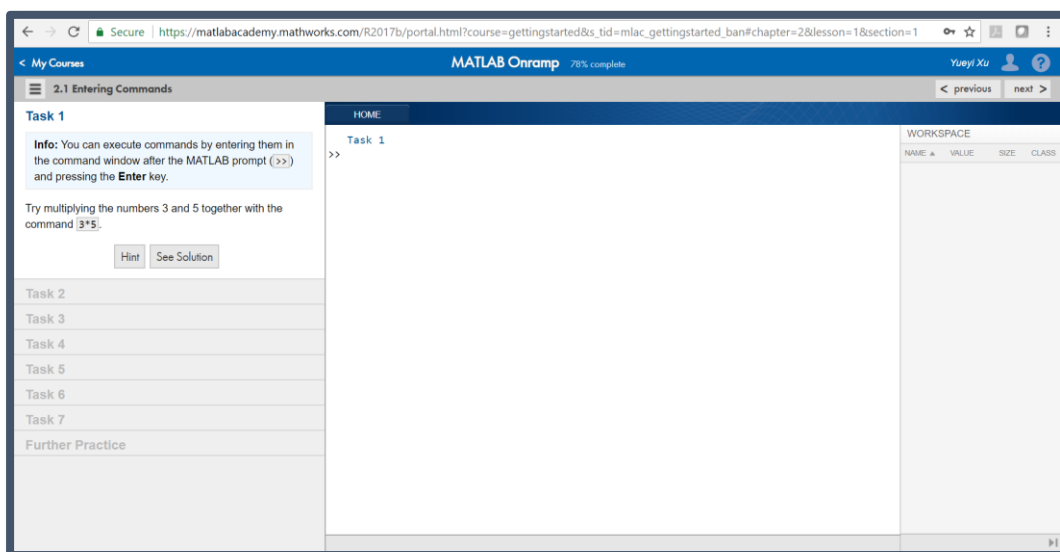 Secure | https://matlabacademy.mathworks.com/R2017b/portal.html?course=gettingstarted&s_tid=mlac_gettingstarted_ban#chapter=2&lesson=1&section=1
< My Courses
MATLAB Onramp 78% complete
Yueyi Xu
2.1 Entering Commands
< previous
next >
Task 1
Info: You can execute commands by entering them in
the command window after the MATLAB prompt (>>)
and pressing the Enter key.
Try multiplying the numbers 3 and 5 together with the
command 3*5.
Hint
See Solution
Task 2
Task 3
Task 4
Task 5
Task 6
Task 7
Further Practice
HOME
Task 1
>>
WORKSPACE
NAME VALUE SIZE CLASS